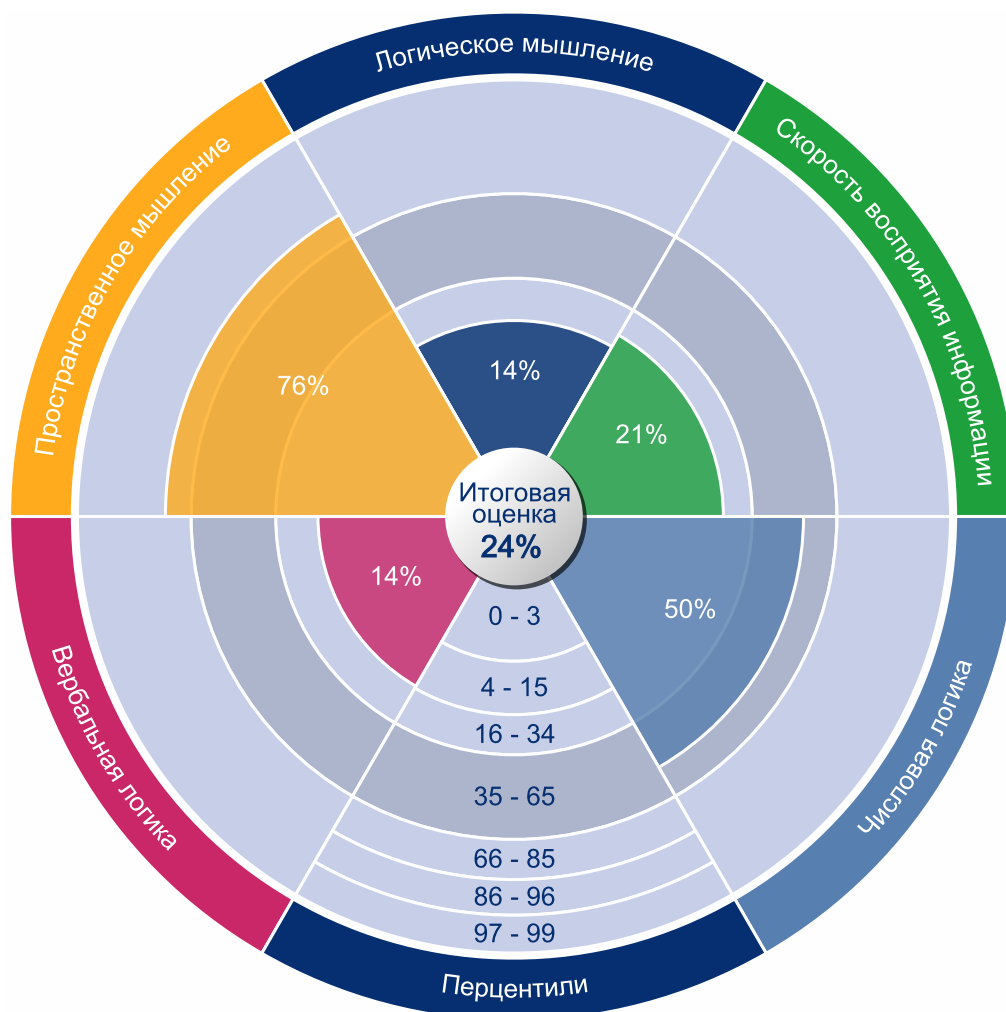 Логическое мышление
Скорость восприятия информации
Пространственное мышление
76%
14%
21%
Итоговая
оценка
24%
14%
50%
0 - 3
4 - 15
16 - 34
35 - 65
66 - 85
86 - 96
97 - 99
Вербальная логика
Числовая логика
Перцентили